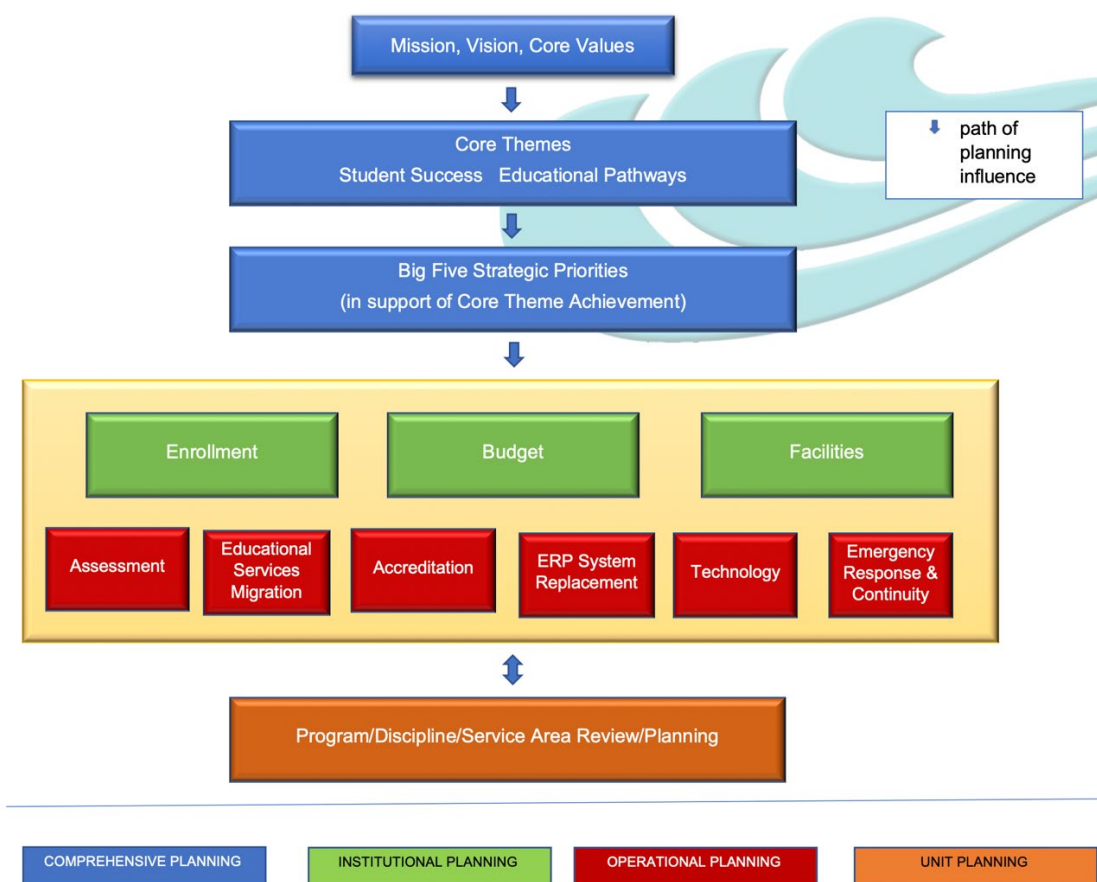 Mission, Vision, Core Values
Core Themes
Student Success   Educational Pathways
path of
planning
influence
Big Five Strategic Priorities
(in support of Core Theme Achievement)
Enrollment
Budget
Facilities
Assessment
Educational
Services
Migration
Accreditation
ERP System
Replacement
Technology
Emergency
Response &
Continuity
Program/Discipline/Service Area Review/Planning
COMPREHENSIVE PLANNING
INSTITUTIONAL PLANNING
OPERATIONAL PLANNING
UNIT PLANNING